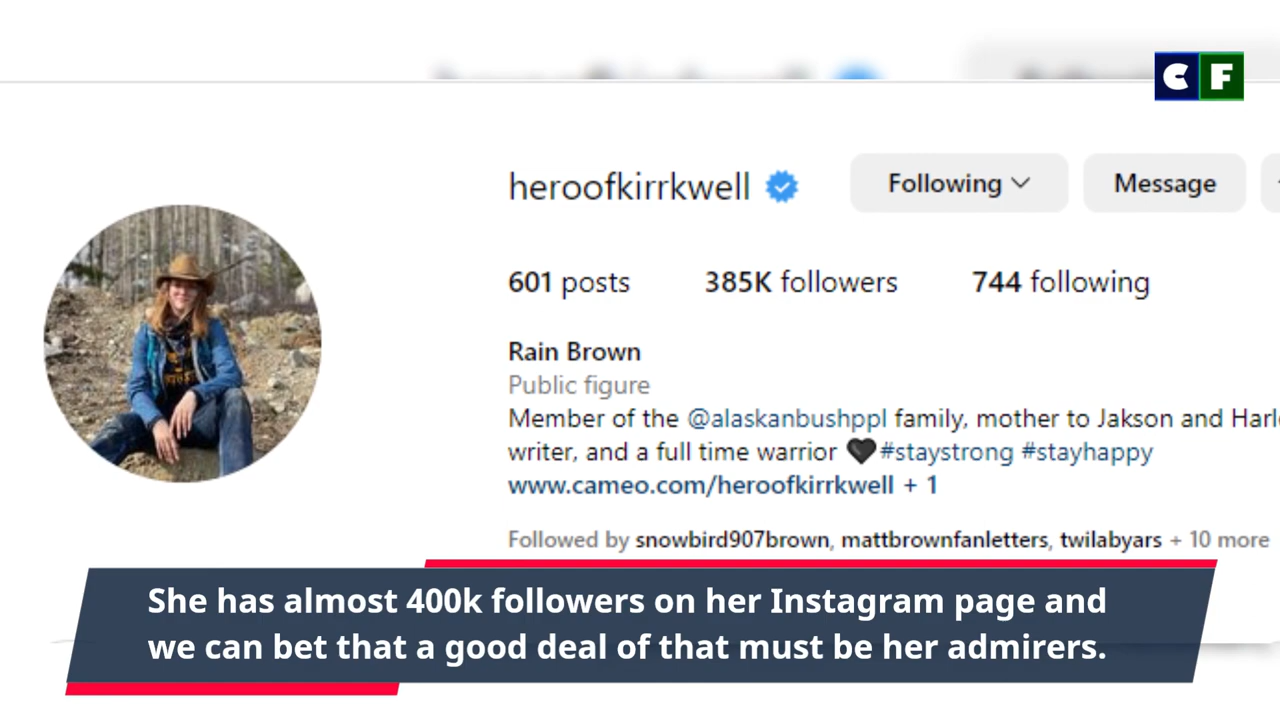 C F
heroofkirrkwell Following Message
601 posts 385K followers 744 following
Rain Brown
Public figure
Member of the @alaskanbushppl family, mother to Jakson and
writer, and a full time warrior 🖤#staystrong #stayhappy
www.cameo.com/heroofkirrkwell + 1
Followed by snowbird907brown, mattbrownfanletters, twilabyars + 10 more
She has almost 400k followers on her Instagram page and
we can bet that a good deal of that must be her admirers.